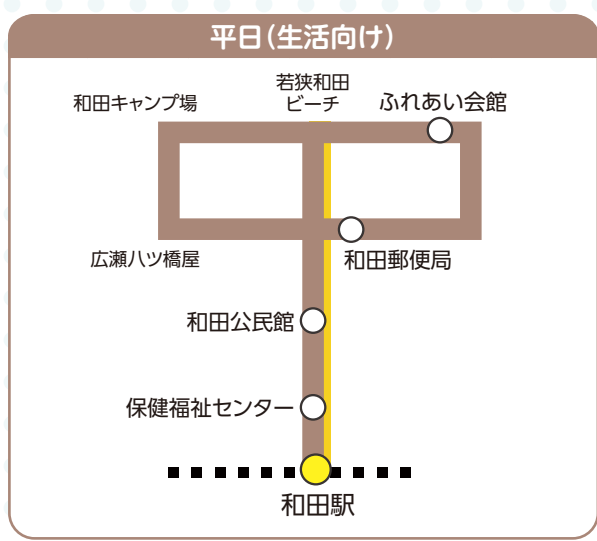 平日(生活向け)
若狭和田
ビーチ
和田キャンプ場
ふれあい会館
広瀬八ツ橋屋
和田郵便局
和田公民館
保健福祉センター
和田駅